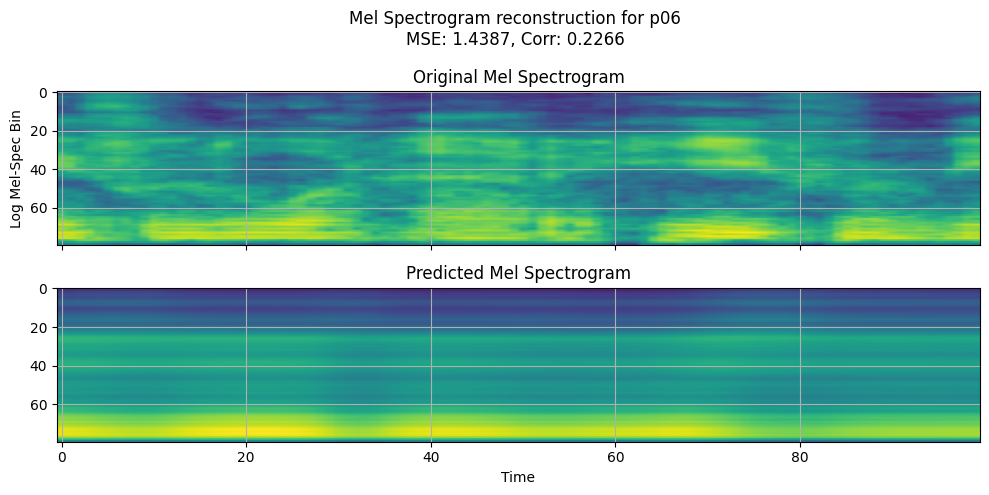 Mel Spectrogram reconstruction for p06
MSE: 1.4387, Corr: 0.2266
Original Mel Spectrogram
0
20
40
60
Log Mel-Spec Bin
Predicted Mel Spectrogram
0
20
40
60
0 20 40 60 80
Time